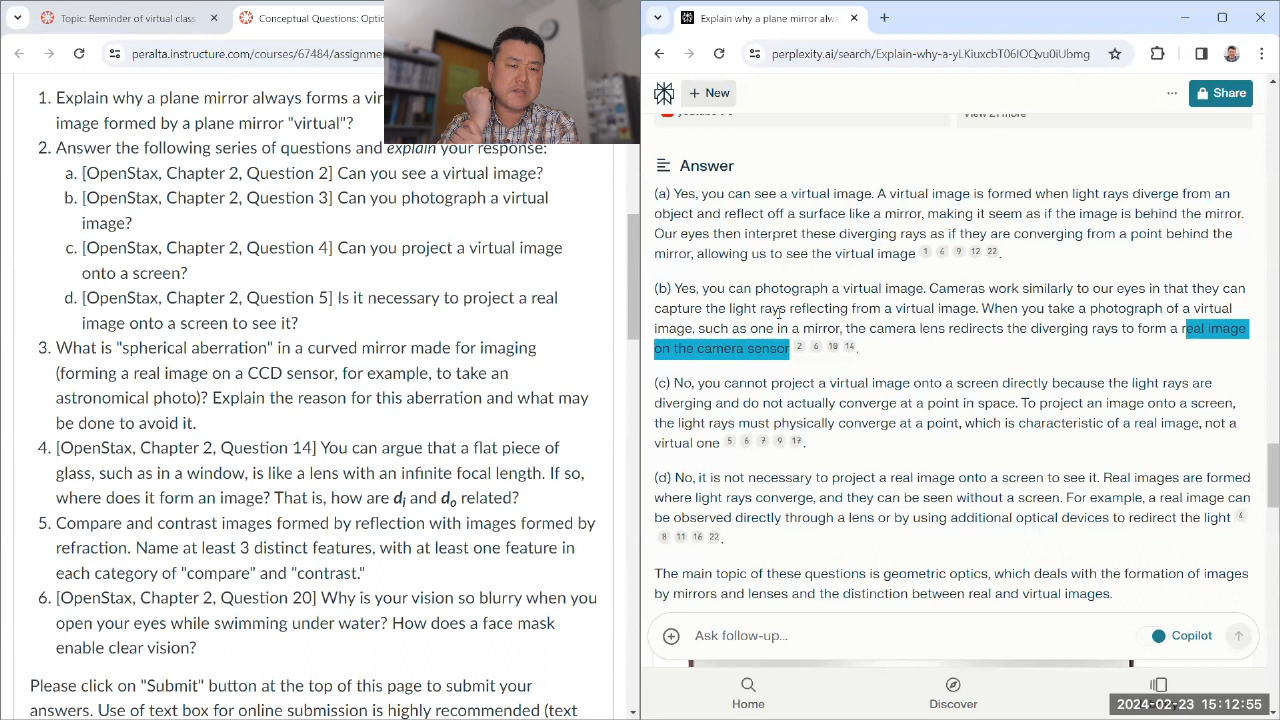 Topic: Reminder of virtual class
Conceptual Questions: Optic
peralta.instructure.com/courses/67484/assignme
1. Explain why a plane mirror always forms a vir
image formed by a plane mirror "virtual"?
2. Answer the following series of questions and explain your response:
a. [OpenStax, Chapter 2, Question 2] Can you see a virtual image?
b. [OpenStax, Chapter 2, Question 3] Can you photograph a virtual
image?
c. [OpenStax, Chapter 2, Question 4] Can you project a virtual image
onto a screen?
d. [OpenStax, Chapter 2, Question 5] Is it necessary to project a real
image onto a screen to see it?
3. What is "spherical aberration" in a curved mirror made for imaging
(forming a real image on a CCD sensor, for example, to take an
astronomical photo)? Explain the reason for this aberration and what may
be done to avoid it.
4. [OpenStax, Chapter 2, Question 14] You can argue that a flat piece of
glass, such as in a window, is like a lens with an infinite focal length. If so,
where does it form an image? That is, how are di and do related?
5. Compare and contrast images formed by reflection with images formed by
refraction. Name at least 3 distinct features, with at least one feature in
each category of "compare" and "contrast."
6. [OpenStax, Chapter 2, Question 20] Why is your vision so blurry when you
open your eyes while swimming under water? How does a face mask
enable clear vision?
Please click on "Submit" button at the top of this page to submit your
answers. Use of text box for online submission is highly recommended (text
Explain why a plane mirror alwa
perplexity.ai/search/Explain-why-a-yLKiuxcbT06IOQvu0iUbmg
New
Share
Answer
(a) Yes, you can see a virtual image. A virtual image is formed when light rays diverge from an
object and reflect off a surface like a mirror, making it seem as if the image is behind the mirror.
Our eyes then interpret these diverging rays as if they are converging from a point behind the
mirror, allowing us to see the virtual image 1 6 9 12 22.
(b) Yes, you can photograph a virtual image. Cameras work similarly to our eyes in that they can
capture the light rays reflecting from a virtual image. When you take a photograph of a virtual
image, such as one in a mirror, the camera lens redirects the diverging rays to form a real image
on the camera sensor 2 6 10 14.
(c) No, you cannot project a virtual image onto a screen directly because the light rays are
diverging and do not actually converge at a point in space. To project an image onto a screen,
the light rays must physically converge at a point, which is characteristic of a real image, not a
virtual one 5 6 7 9 17.
(d) No, it is not necessary to project a real image onto a screen to see it. Real images are formed
where light rays converge, and they can be seen without a screen. For example, a real image can
be observed directly through a lens or by using additional optical devices to redirect the light 4
8 11 16 22.
The main topic of these questions is geometric optics, which deals with the formation of images
by mirrors and lenses and the distinction between real and virtual images.
Ask follow-up...
Copilot
Home
Discover
2024-02-23 15:12:55